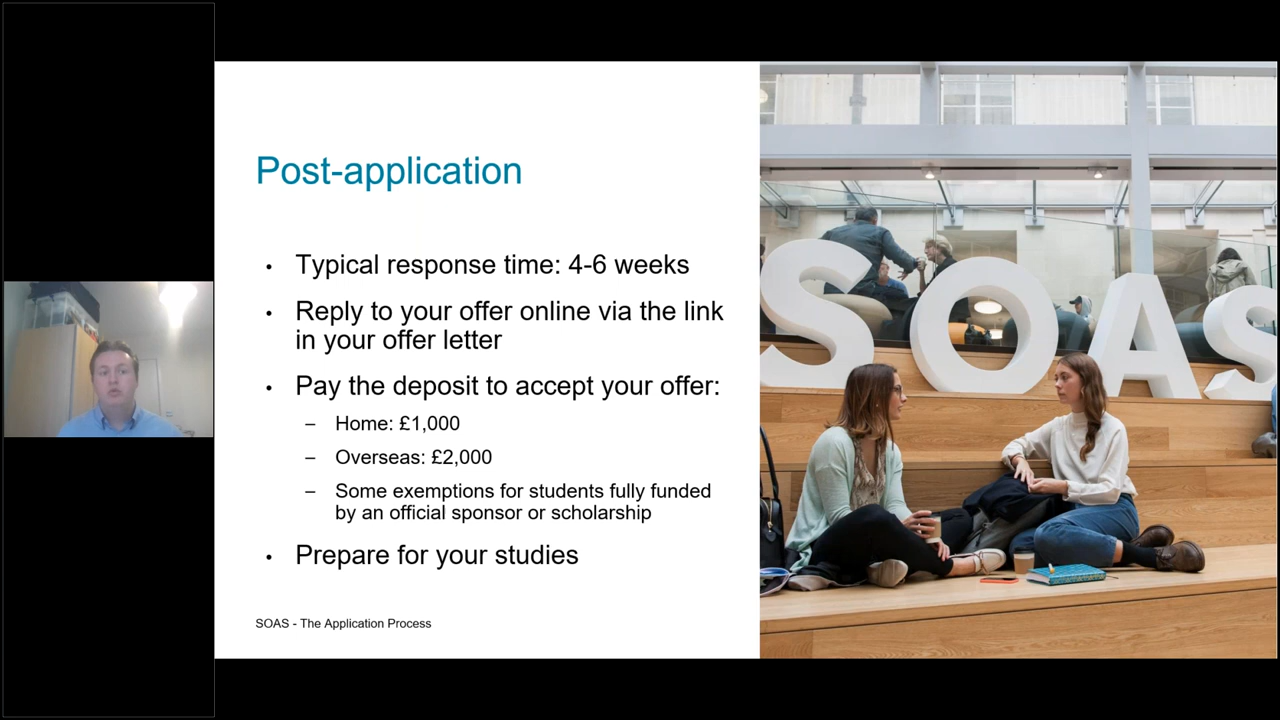 Post-application
• Typical response time: 4-6 weeks
• Reply to your offer online via the link
in your offer letter
• Pay the deposit to accept your offer:
– Home: £1,000
– Overseas: £2,000
– Some exemptions for students fully funded
by an official sponsor or scholarship
• Prepare for your studies
SOAS - The Application Process
SOAS